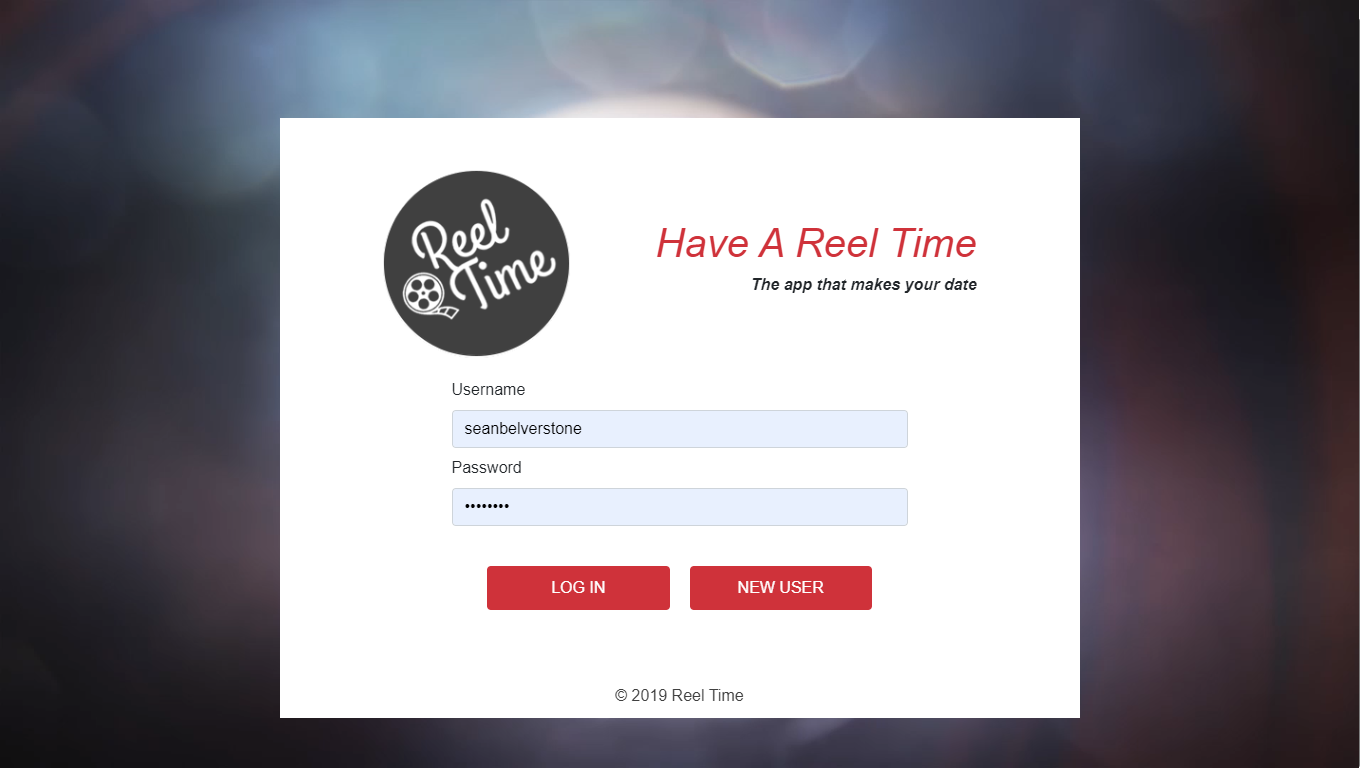 Reel
Time
Have A Reel Time
The app that makes your date
Username
seanbelverstone
Password
••••••••
LOG IN
NEW USER
© 2019 Reel Time